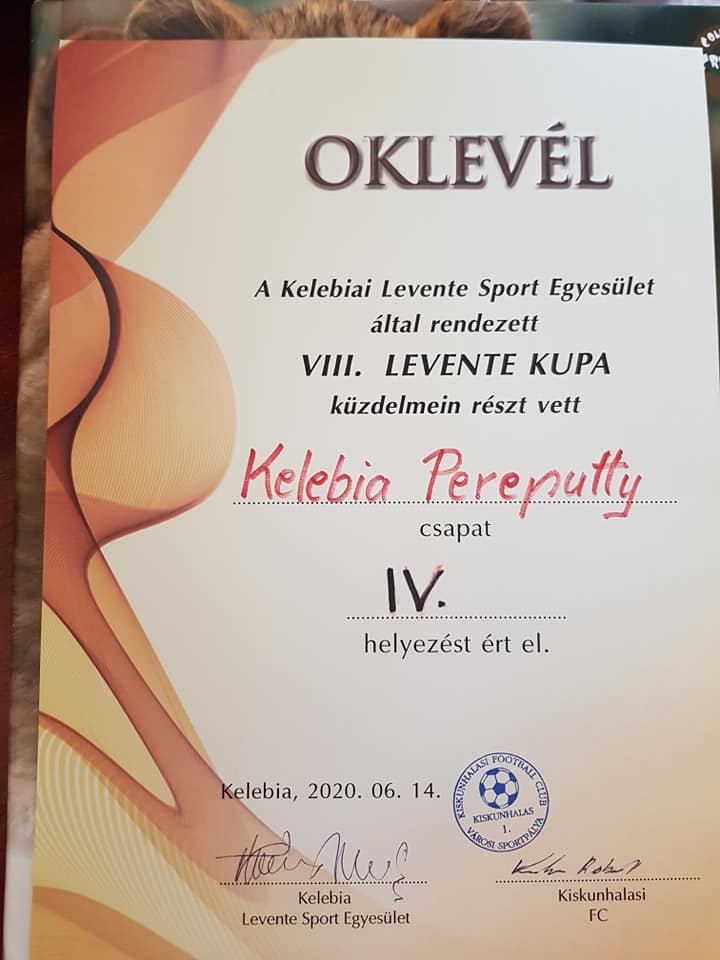 OKLEVÉL
A Kelebiai Levente Sport Egyesület
által rendezett
VIII. LEVENTE KUPA
küzdelmein részt vett
Kelebia Pereputty
csapat
IV.
helyezést ért el.
Kelebia, 2020. 06. 14.
KISKUNHALASI FOOTBALL CLUB
KISKUNHALAS
1.
VÁROSI SPORTPÁLYA
Kelebia
Levente Sport Egyesület
Kiskunhalasi
FC